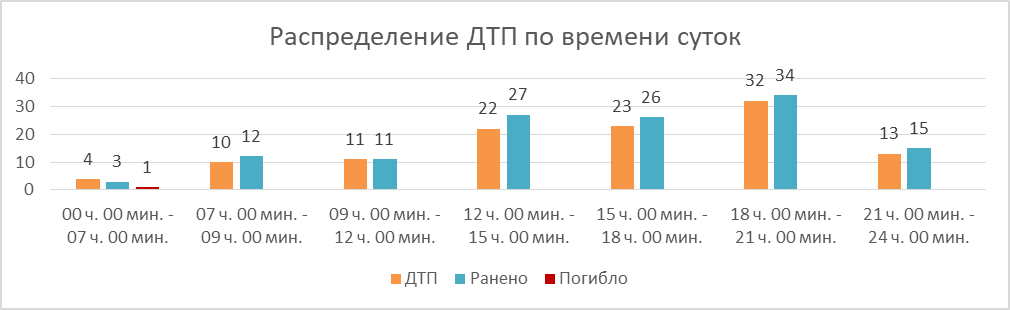 Распределение ДТП по времени суток
40
30
20
10
0
4 3 1
10 12
11 11
22 27
23 26
32 34
13 15
00 ч. 00 мин. -
07 ч. 00 мин.
07 ч. 00 мин. -
09 ч. 00 мин.
09 ч. 00 мин. -
12 ч. 00 мин.
12 ч. 00 мин. -
15 ч. 00 мин.
15 ч. 00 мин. -
18 ч. 00 мин.
18 ч. 00 мин. -
21 ч. 00 мин.
21 ч. 00 мин. -
24 ч. 00 мин.
ДТП Ранено Погибло